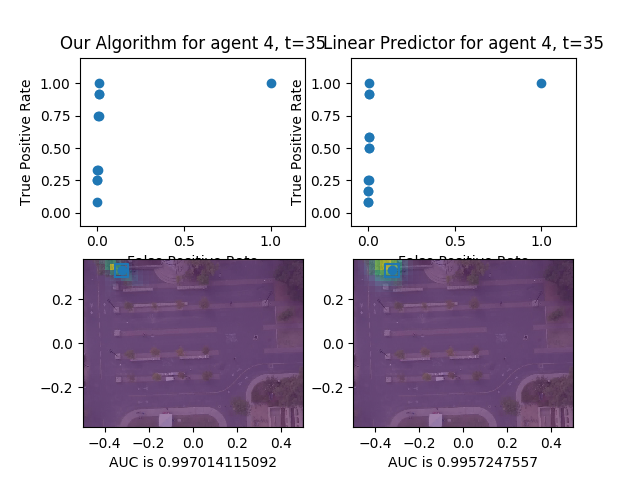 Our Algorithm for agent 4, t=35
Linear Predictor for agent 4, t=35
True Positive Rate
1.00
0.75
0.50
0.25
0.00
0.0 0.5 1.0
False Positive Rate
True Positive Rate
1.00
0.75
0.50
0.25
0.00
0.0 0.5 1.0
False Positive Rate
0.2
0.0
−0.2
−0.4 −0.2 0.0 0.2 0.4
AUC is 0.997014115092
0.2
0.0
−0.2
−0.4 −0.2 0.0 0.2 0.4
AUC is 0.9957247557